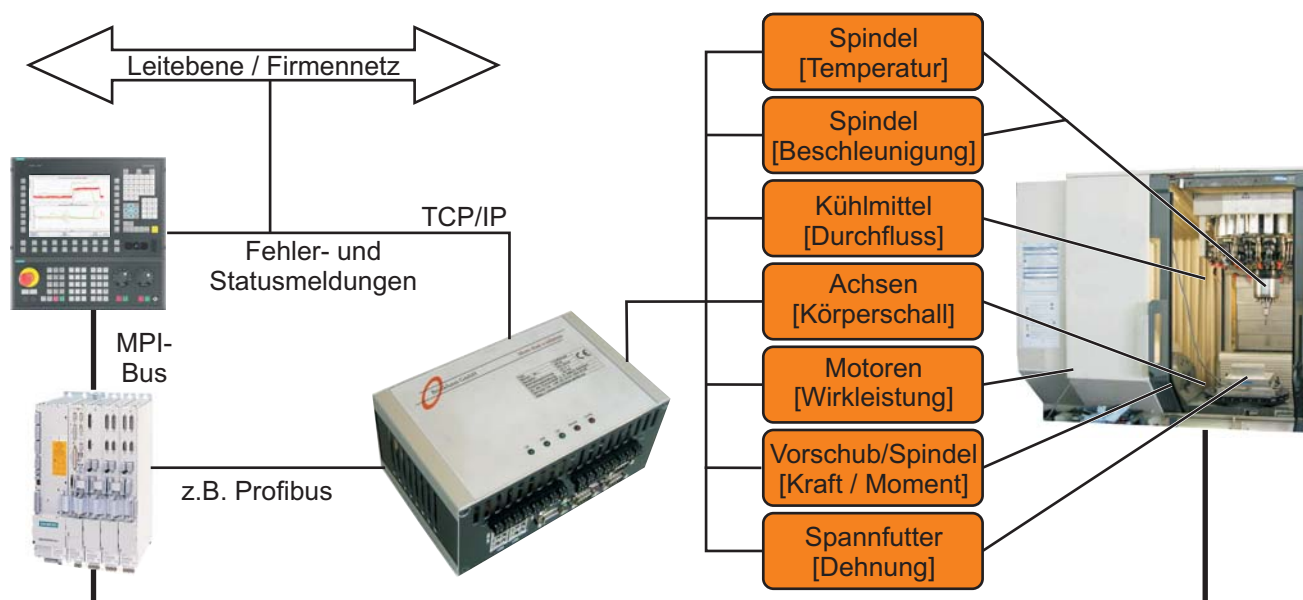 Leitebene / Firmennetz
TCP/IP
Fehler- und
Statusmeldungen
MPI-
Bus
z.B. Profibus
Spindel
[Temperatur]
Spindel
[Beschleunigung]
Kühlmittel
[Durchfluss]
Achsen
[Körperschall]
Motoren
[Wirkleistung]
Vorschub/Spindel
[Kraft / Moment]
Spannfutter
[Dehnung]